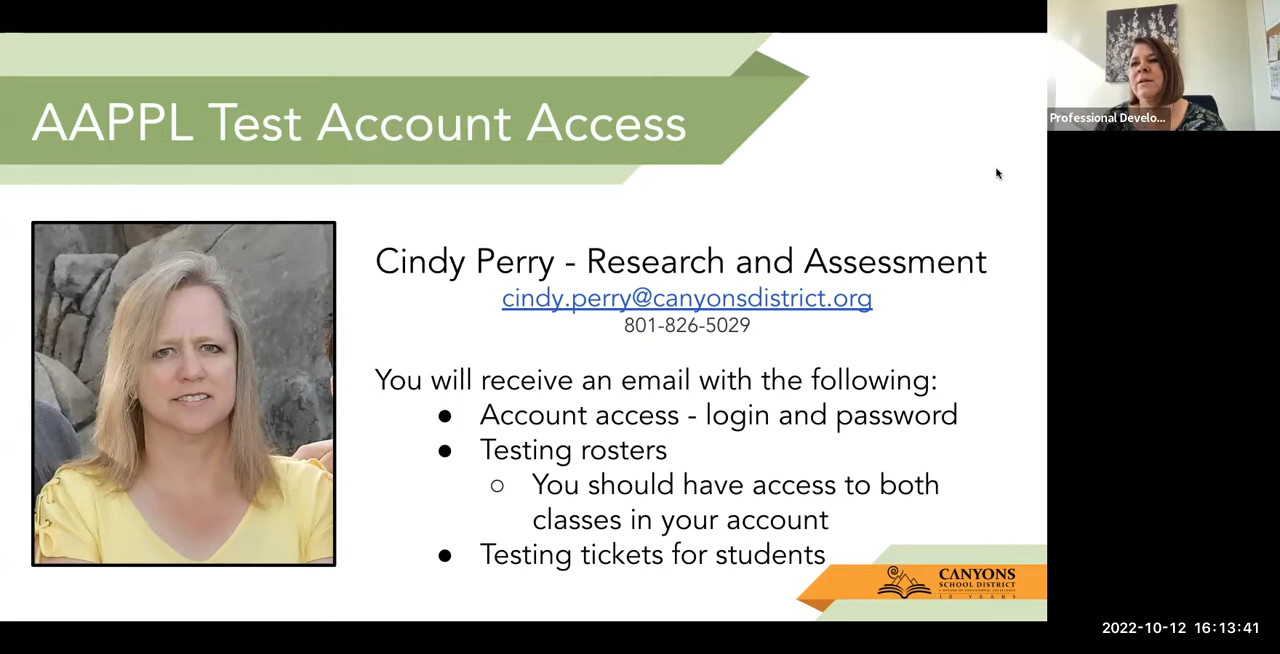 AAPPL Test Account Access
Professional Develo...
Cindy Perry - Research and Assessment
cindy.perry@canyonsdistrict.org
801-826-5029
You will receive an email with the following:
● Account access - login and password
● Testing rosters
○ You should have access to both
classes in your account
● Testing tickets for students
CANYONS
SCHOOL DISTRICT
10 YEARS
2022-10-12 16:13:41